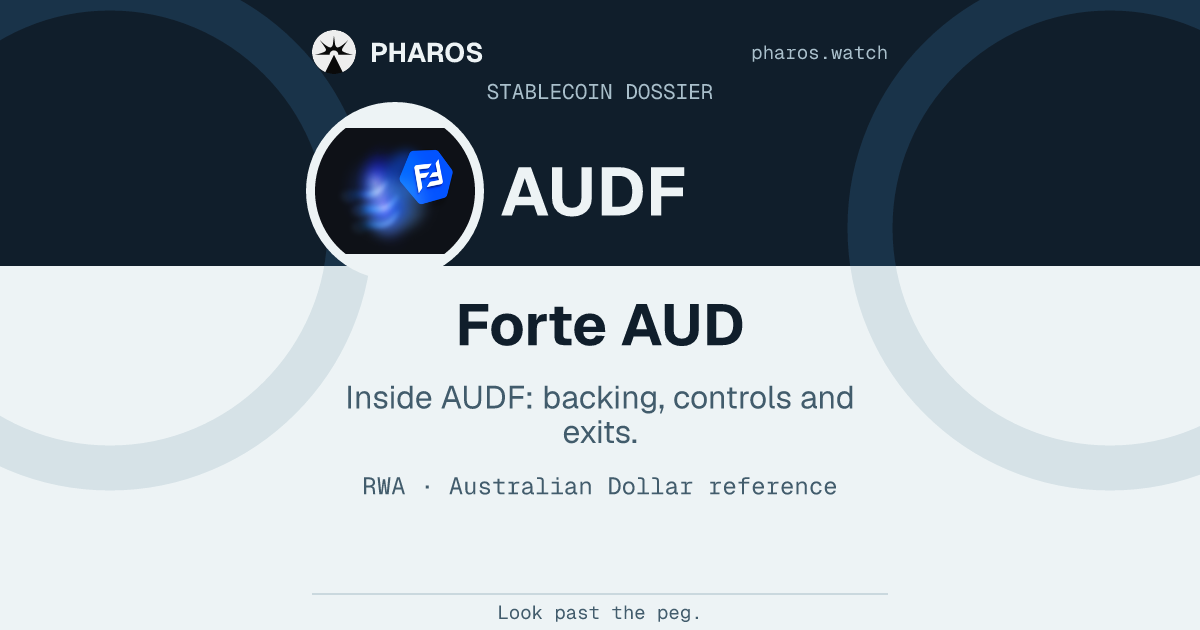 PHAROS
pharos.watch
STABLECOIN DOSSIER
AUDF
Forte AUD
Inside AUDF: backing, controls and
exits.
RWA · Australian Dollar reference
Look past the peg.